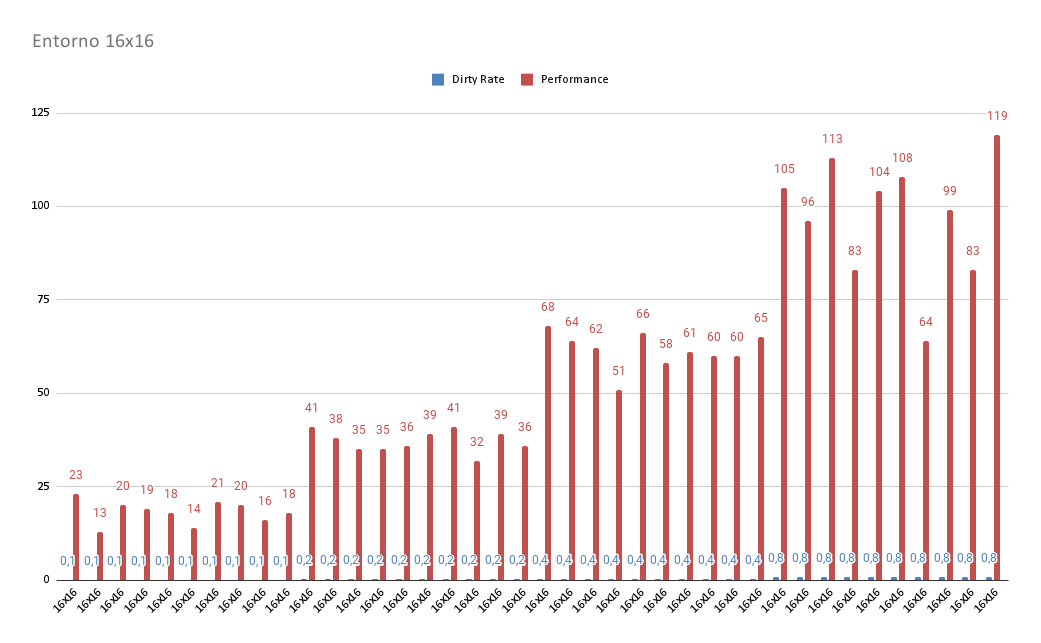 Entorno 16x16
Dirty Rate Performance
125
100
75
50
25
0
23 13 20 19 18 14 21 20 16 18 41 38 35 35 36 39 41 32 39 36 68 64 62 51 66 58 61 60 60 65 105 96 113 83 104 108 64 99 83 119
0,1 0,1 0,1 0,1 0,1 0,1 0,1 0,1 0,1 0,1 0,2 0,2 0,2 0,2 0,2 0,2 0,2 0,2 0,2 0,2 0,4 0,4 0,4 0,4 0,4 0,4 0,4 0,4 0,4 0,4 0,8 0,8 0,8 0,8 0,8 0,8 0,8 0,8 0,8 0,8
16X16 16X16 16X16 16X16 16X16 16X16 16X16 16X16 16X16 16X16 16X16 16X16 16X16 16X16 16X16 16X16 16X16 16X16 16X16 16X16 16X16 16X16 16X16 16X16 16X16 16X16 16X16 16X16 16X16 16X16 16X16 16X16 16X16 16X16 16X16 16X16 16X16 16X16 16X16 16X16